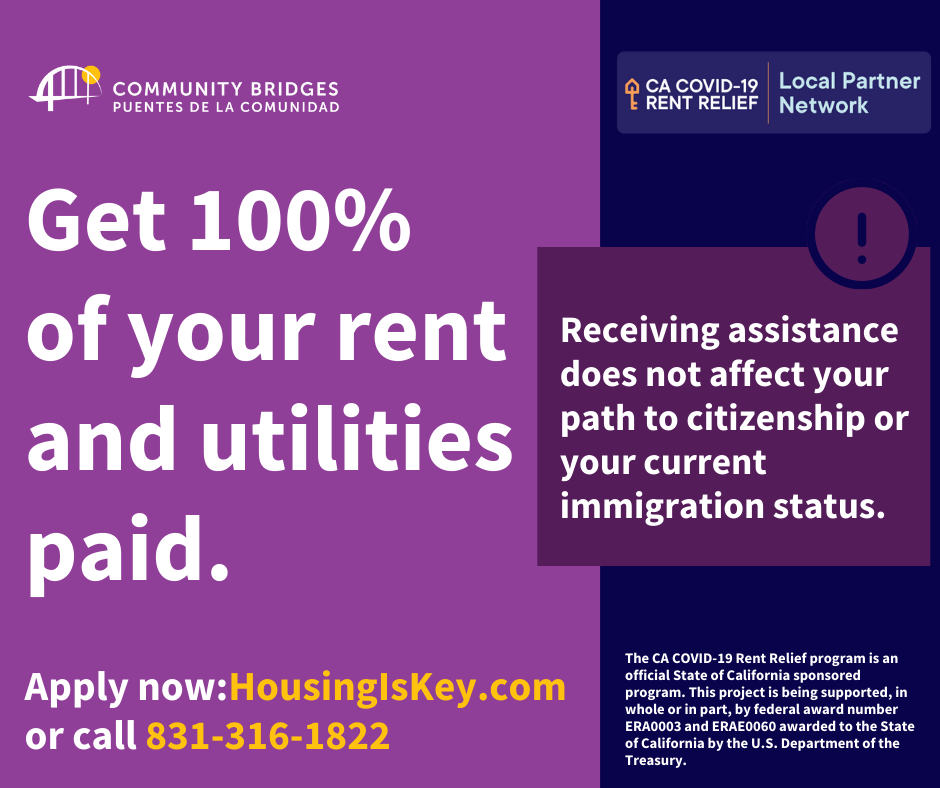 COMMUNITY BRIDGES
PUENTES DE LA COMUNIDAD
CA COVID-19
RENT RELIEF
Local Partner
Network
Get 100%
of your rent
and utilities
paid.
!
Receiving assistance
does not affect your
path to citizenship or
your current
immigration status.
Apply now:HousingIsKey.com
or call 831-316-1822
The CA COVID-19 Rent Relief program is an
official State of California sponsored
program. This project is being supported, in
whole or in part, by federal award number
ERA0003 and ERAE0060 awarded to the State
of California by the U.S. Department of the
Treasury.